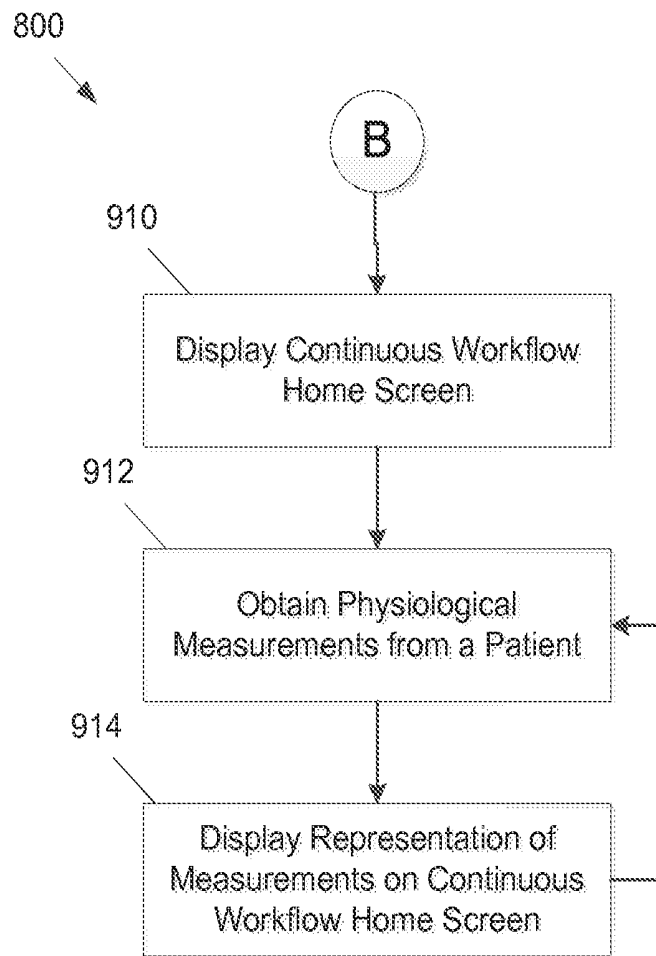 800
B
910
Display Continuous Workflow
Home Screen
912
Obtain Physiological
Measurements from a Patient
914
Display Representation of
Measurements on Continuous
Workflow Home Screen